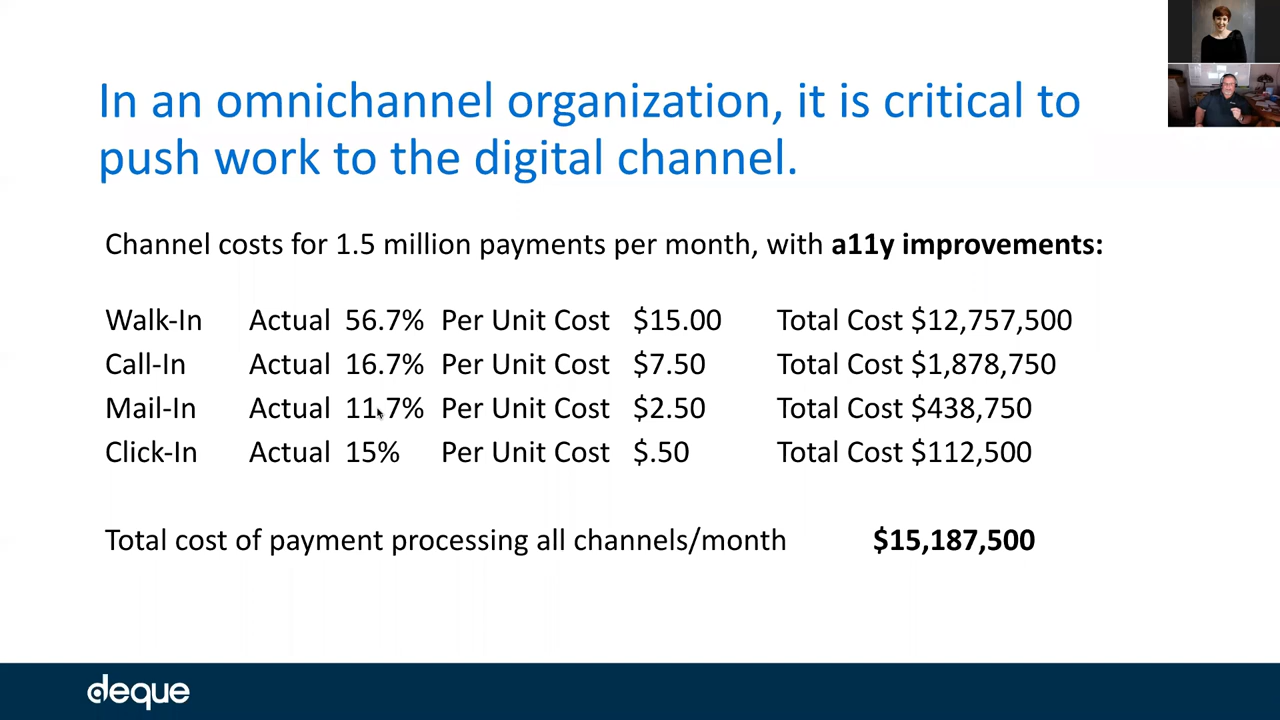 In an omnichannel organization, it is critical to
push work to the digital channel.
Channel costs for 1.5 million payments per month, with a11y improvements:
Walk-In Actual 56.7% Per Unit Cost $15.00 Total Cost $12,757,500
Call-In Actual 16.7% Per Unit Cost $7.50 Total Cost $1,878,750
Mail-In Actual 11.7% Per Unit Cost $2.50 Total Cost $438,750
Click-In Actual 15% Per Unit Cost $.50 Total Cost $112,500
Total cost of payment processing all channels/month $15,187,500
deque